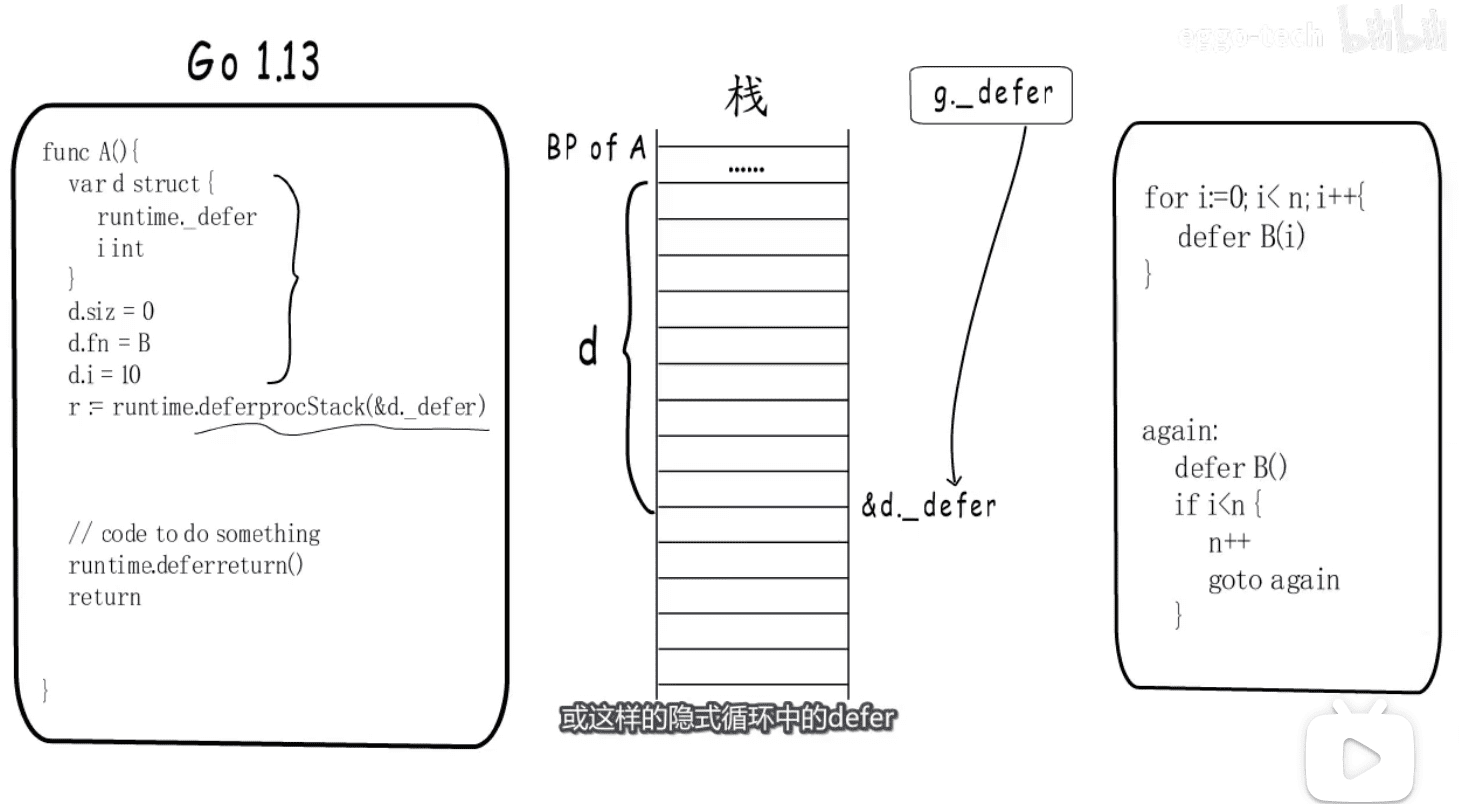 eggo-tech bilibili
Go 1.13
func A(){
var d struct {
runtime._defer
i int
}
d.siz = 0
d.fn = B
d.i = 10
r := runtime.deferprocStack(&d._defer)
// code to do something
runtime.deferreturn()
return
}
栈
BP of A
......
d
g._defer
&d._defer
for i:=0; i< n; i++{
defer B(i)
}
again:
defer B()
if i<n {
n++
goto again
}
或这样的隐式循环中的defer